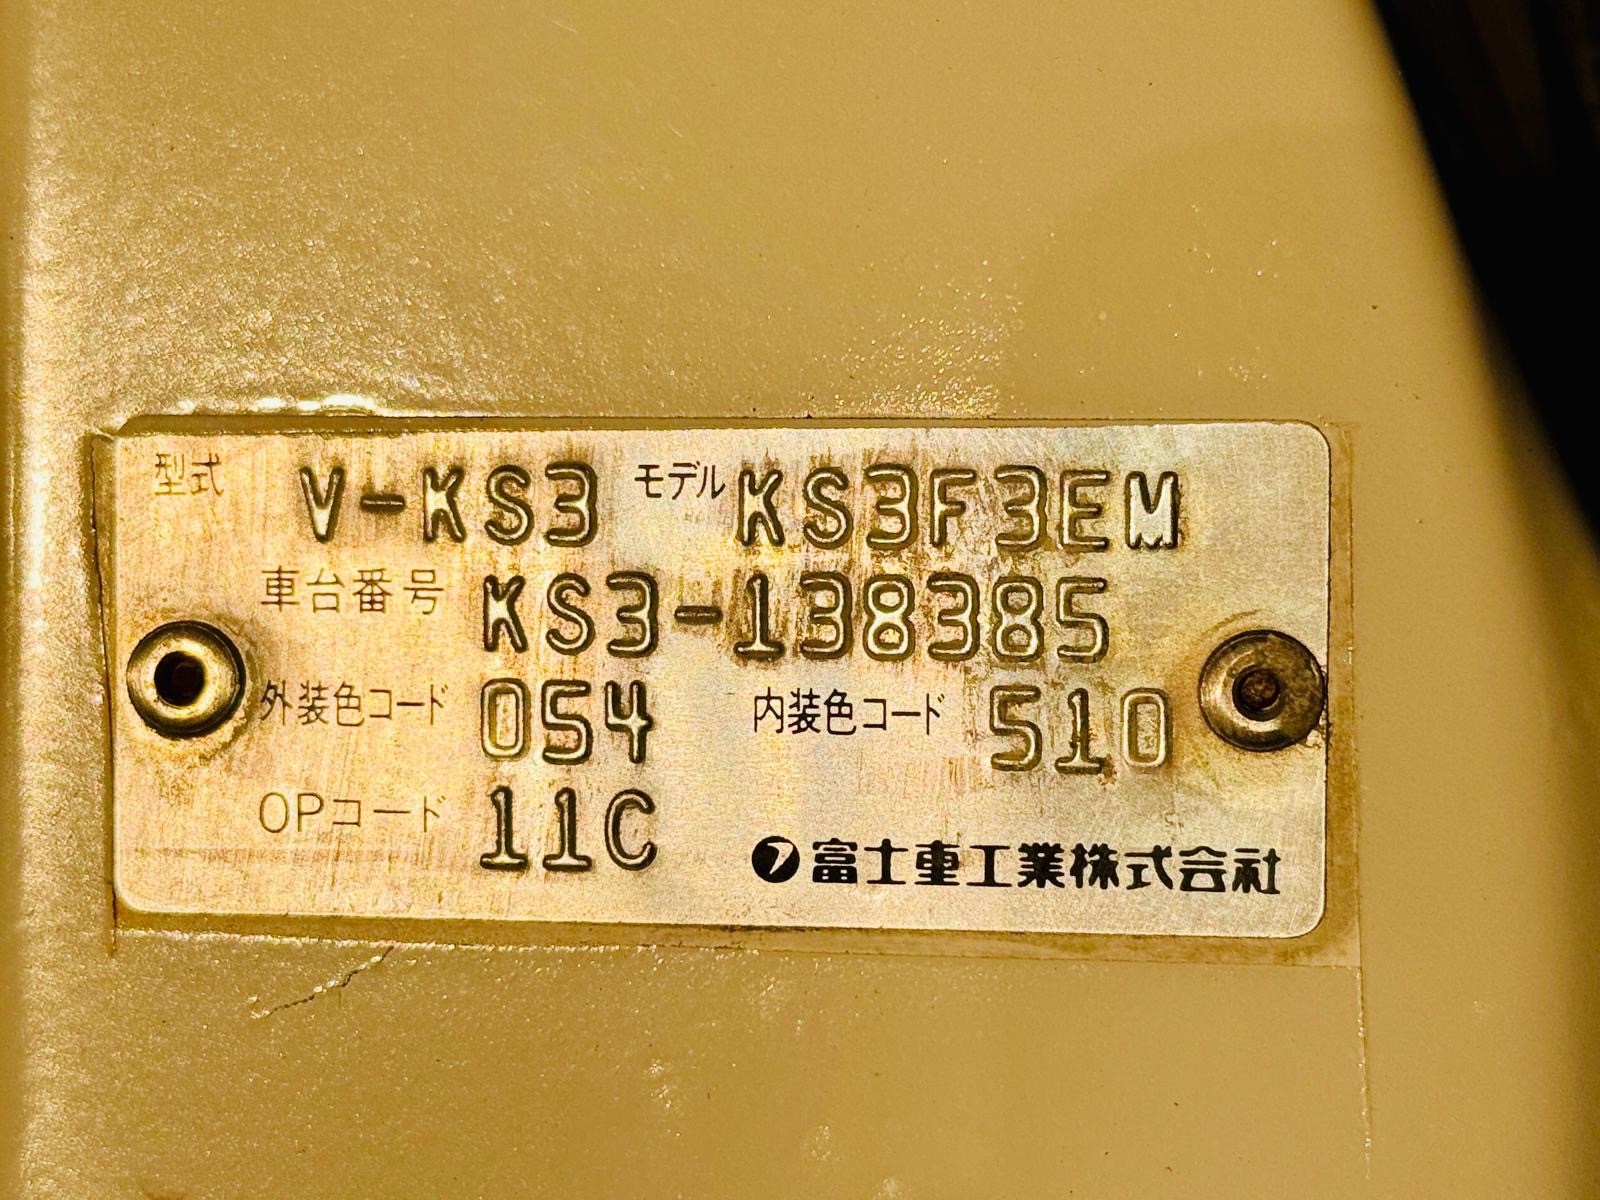 型式 V-KS3 モデル KS3F3EM
車台番号 KS3-138385
外装色コード 054 内装色コード 510
OPコード 11C
富士重工業株式会社